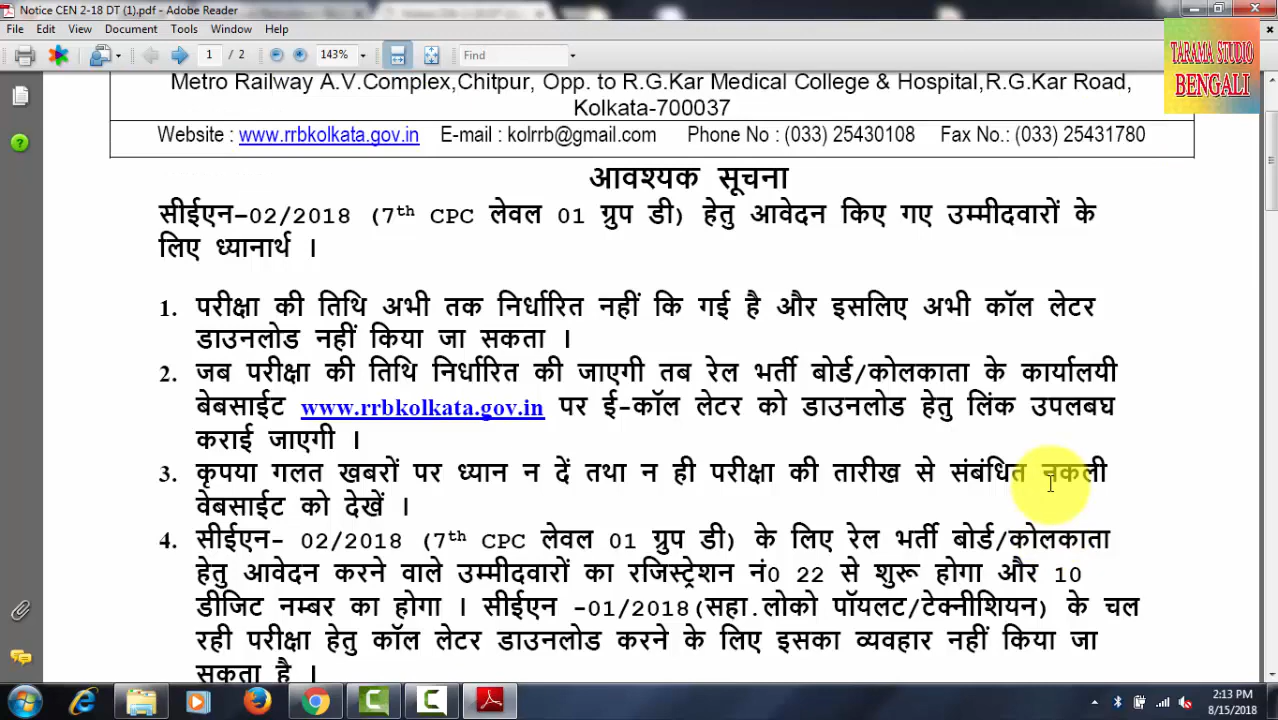 Notice CEN 2-18 DT (1).pdf - Adobe Reader
File Edit View Document Tools Window Help
1 / 2 143% Find
TARAMA STUDIO
BENGALI
Metro Railway A.V.Complex,Chitpur, Opp. to R.G.Kar Medical College & Hospital,R.G.Kar Road,
Kolkata-700037
Website : www.rrbkolkata.gov.in E-mail : kolrrb@gmail.com Phone No : (033) 25430108 Fax No.: (033) 25431780
आवश्यक सूचना
सीईएन-02/2018 (7th CPC लेवल 01 ग्रुप डी) हेतु आवेदन किए गए उम्मीदवारों के
लिए ध्यानार्थ ।
1. परीक्षा की तिथि अभी तक निर्धारित नहीं कि गई है और इसलिए अभी कॉल लेटर
डाउनलोड नहीं किया जा सकता ।
2. जब परीक्षा की तिथि निर्धारित की जाएगी तब रेल भर्ती बोर्ड/कोलकाता के कार्यालयी
बेबसाईट www.rrbkolkata.gov.in पर ई-कॉल लेटर को डाउनलोड हेतु लिंक उपलबघ
कराई जाएगी ।
3. कृपया गलत खबरों पर ध्यान न दें तथा न ही परीक्षा की तारीख से संबंधित नकली
वेबसाईट को देखें ।
4. सीईएन- 02/2018 (7th CPC लेवल 01 ग्रुप डी) के लिए रेल भर्ती बोर्ड/कोलकाता
हेतु आवेदन करने वाले उम्मीदवारों का रजिस्ट्रेशन नं0 22 से शुरू होगा और 10
डीजिट नम्बर का होगा । सीईएन -01/2018(सहा.लोको पॉयलट/टेक्नीशियन) के चल
रही परीक्षा हेतु कॉल लेटर डाउनलोड करने के लिए इसका व्यवहार नहीं किया जा
सकता है ।
2:13 PM
8/15/2018